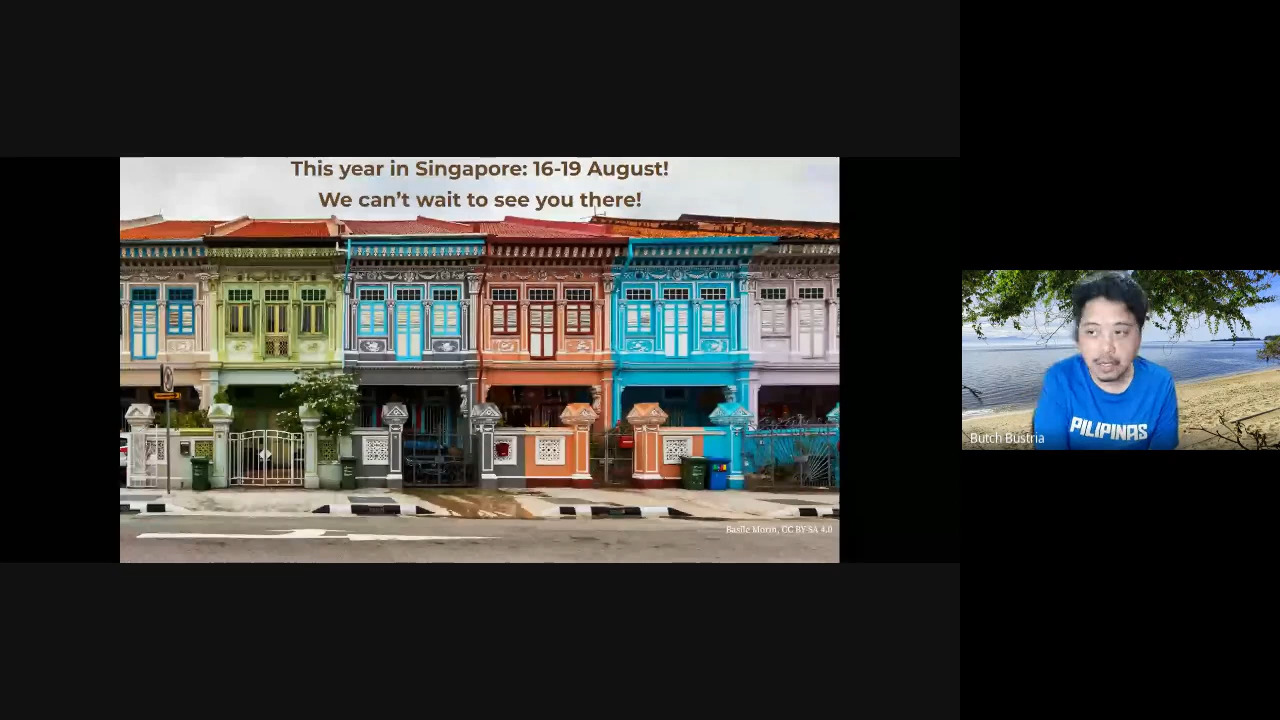 This year in Singapore: 16-19 August!
We can’t wait to see you there!
Basile Morin, CC BY-SA 4.0
PILIPINAS
Butch Bustria